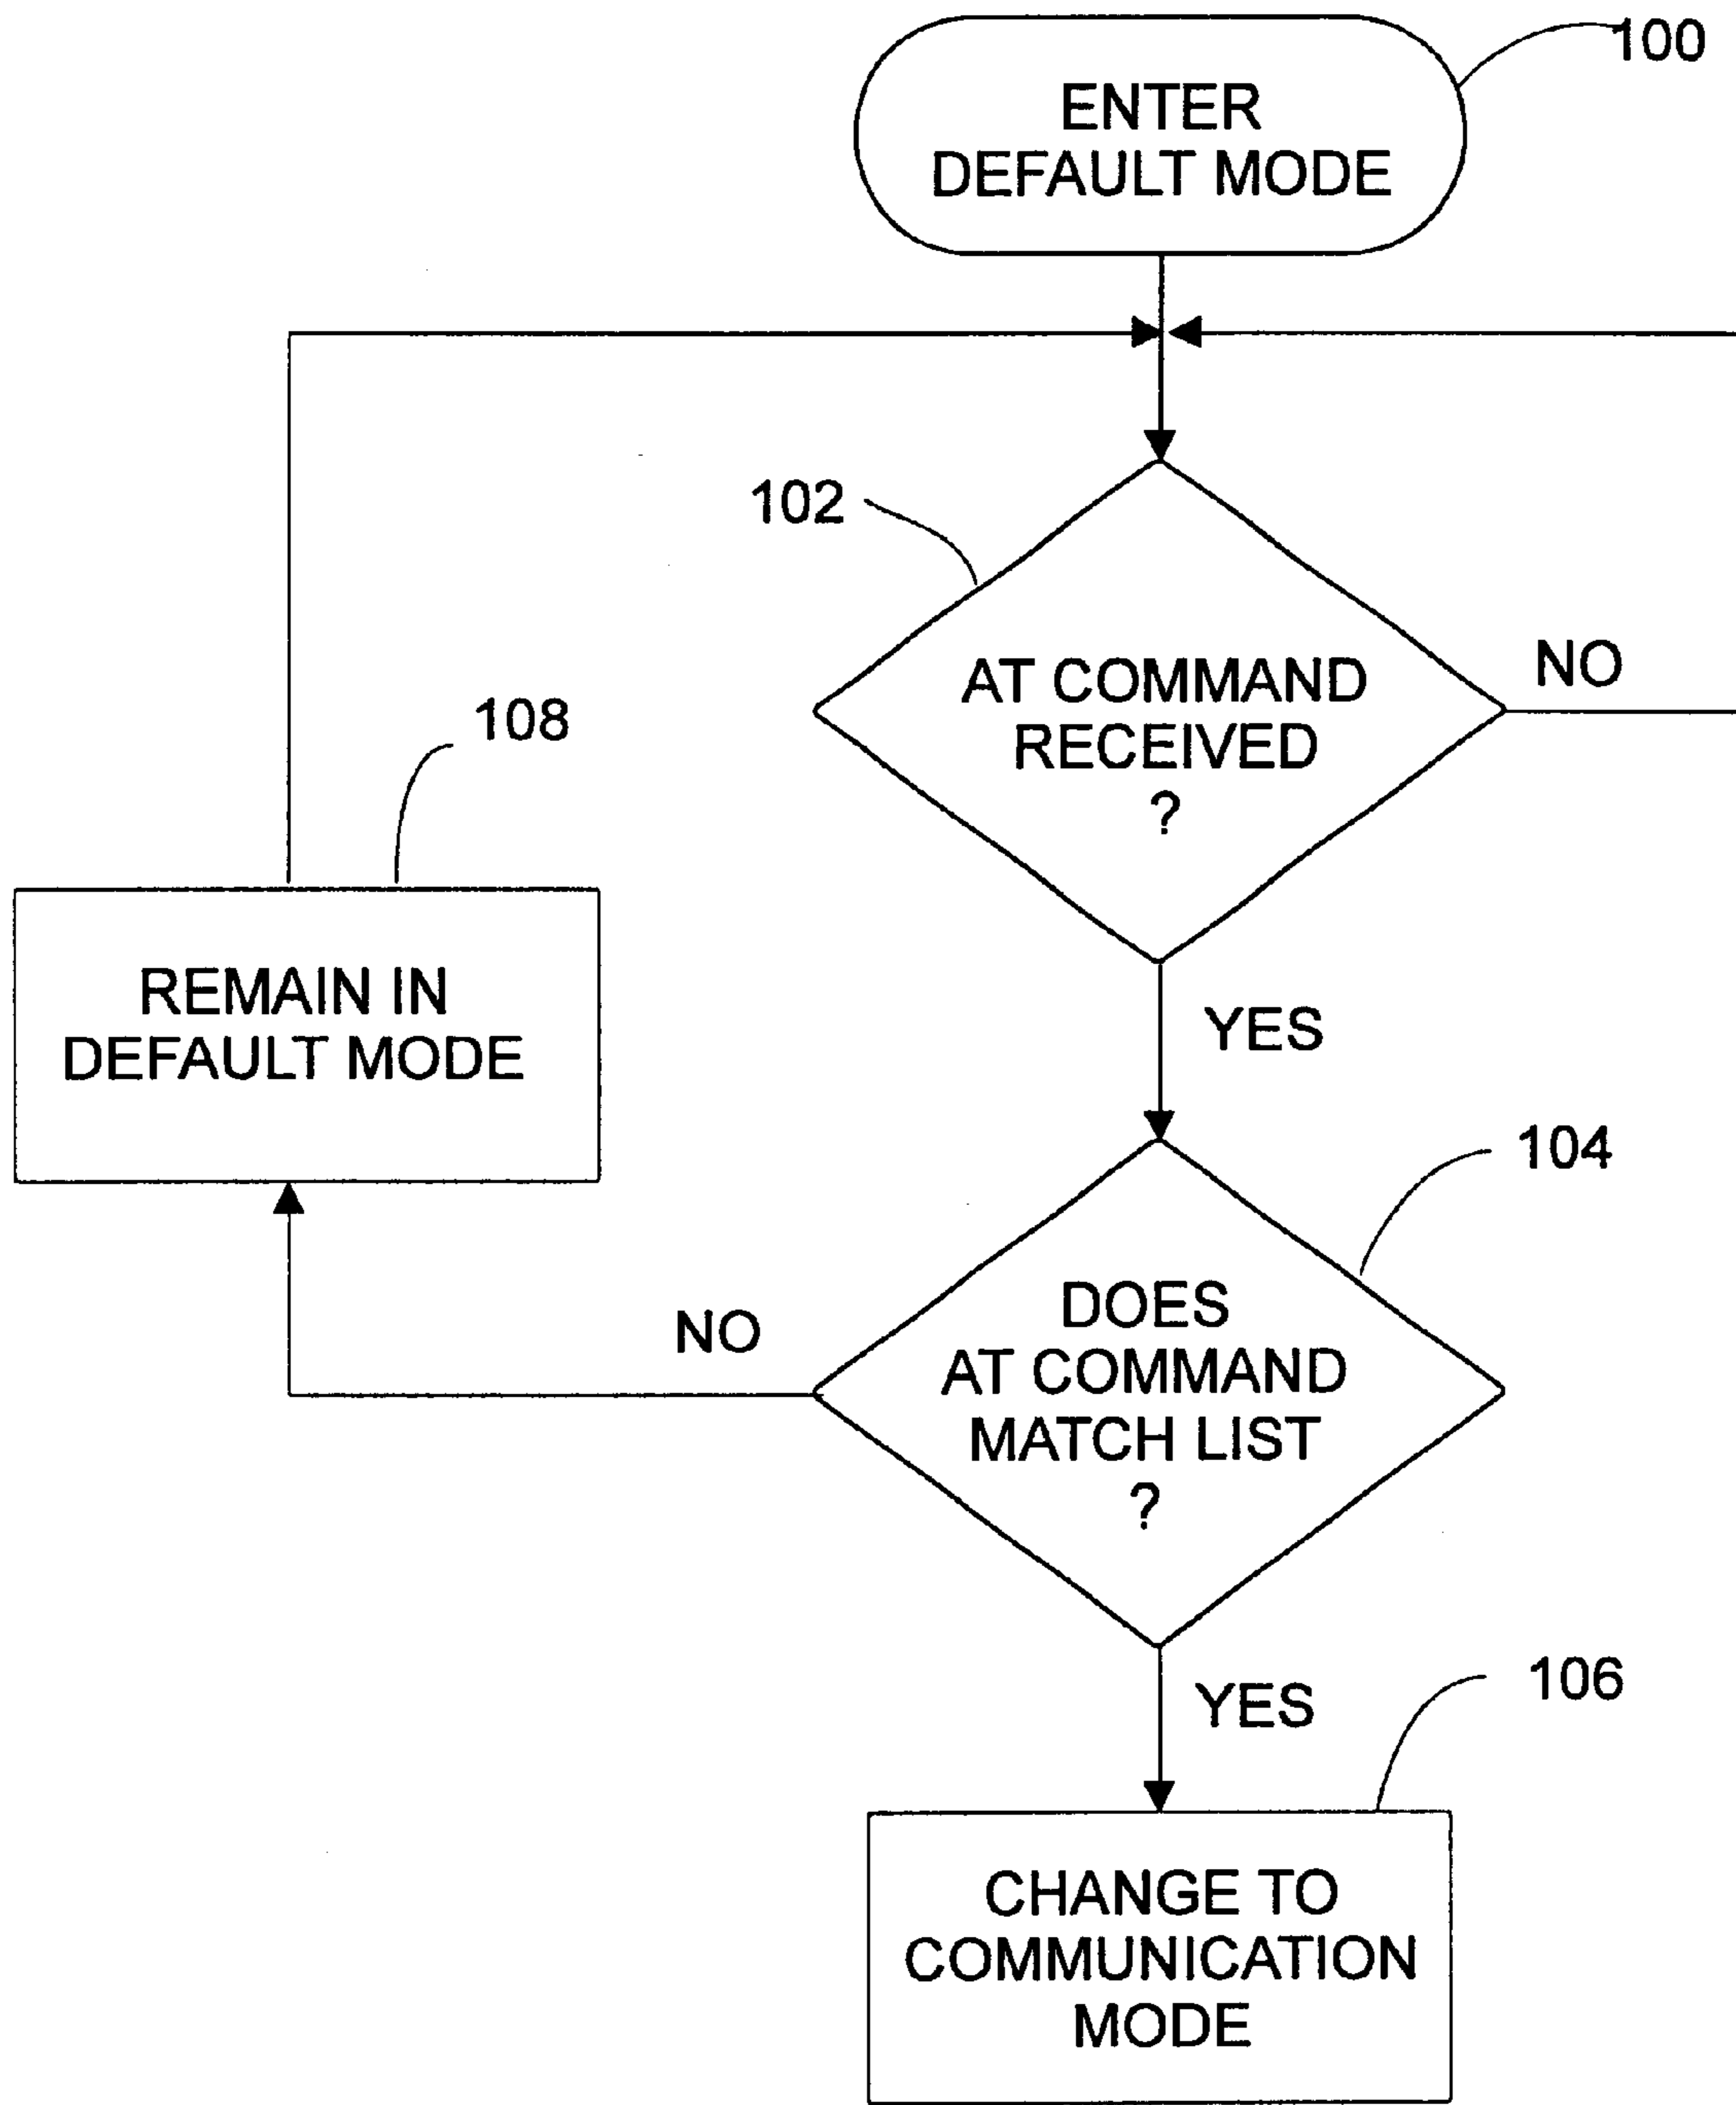 100
ENTER
DEFAULT MODE
102
AT COMMAND
RECEIVED
?
NO
108
REMAIN IN
DEFAULT MODE
YES
104
DOES
AT COMMAND
MATCH LIST
?
NO
YES
106
CHANGE TO
COMMUNICATION
MODE